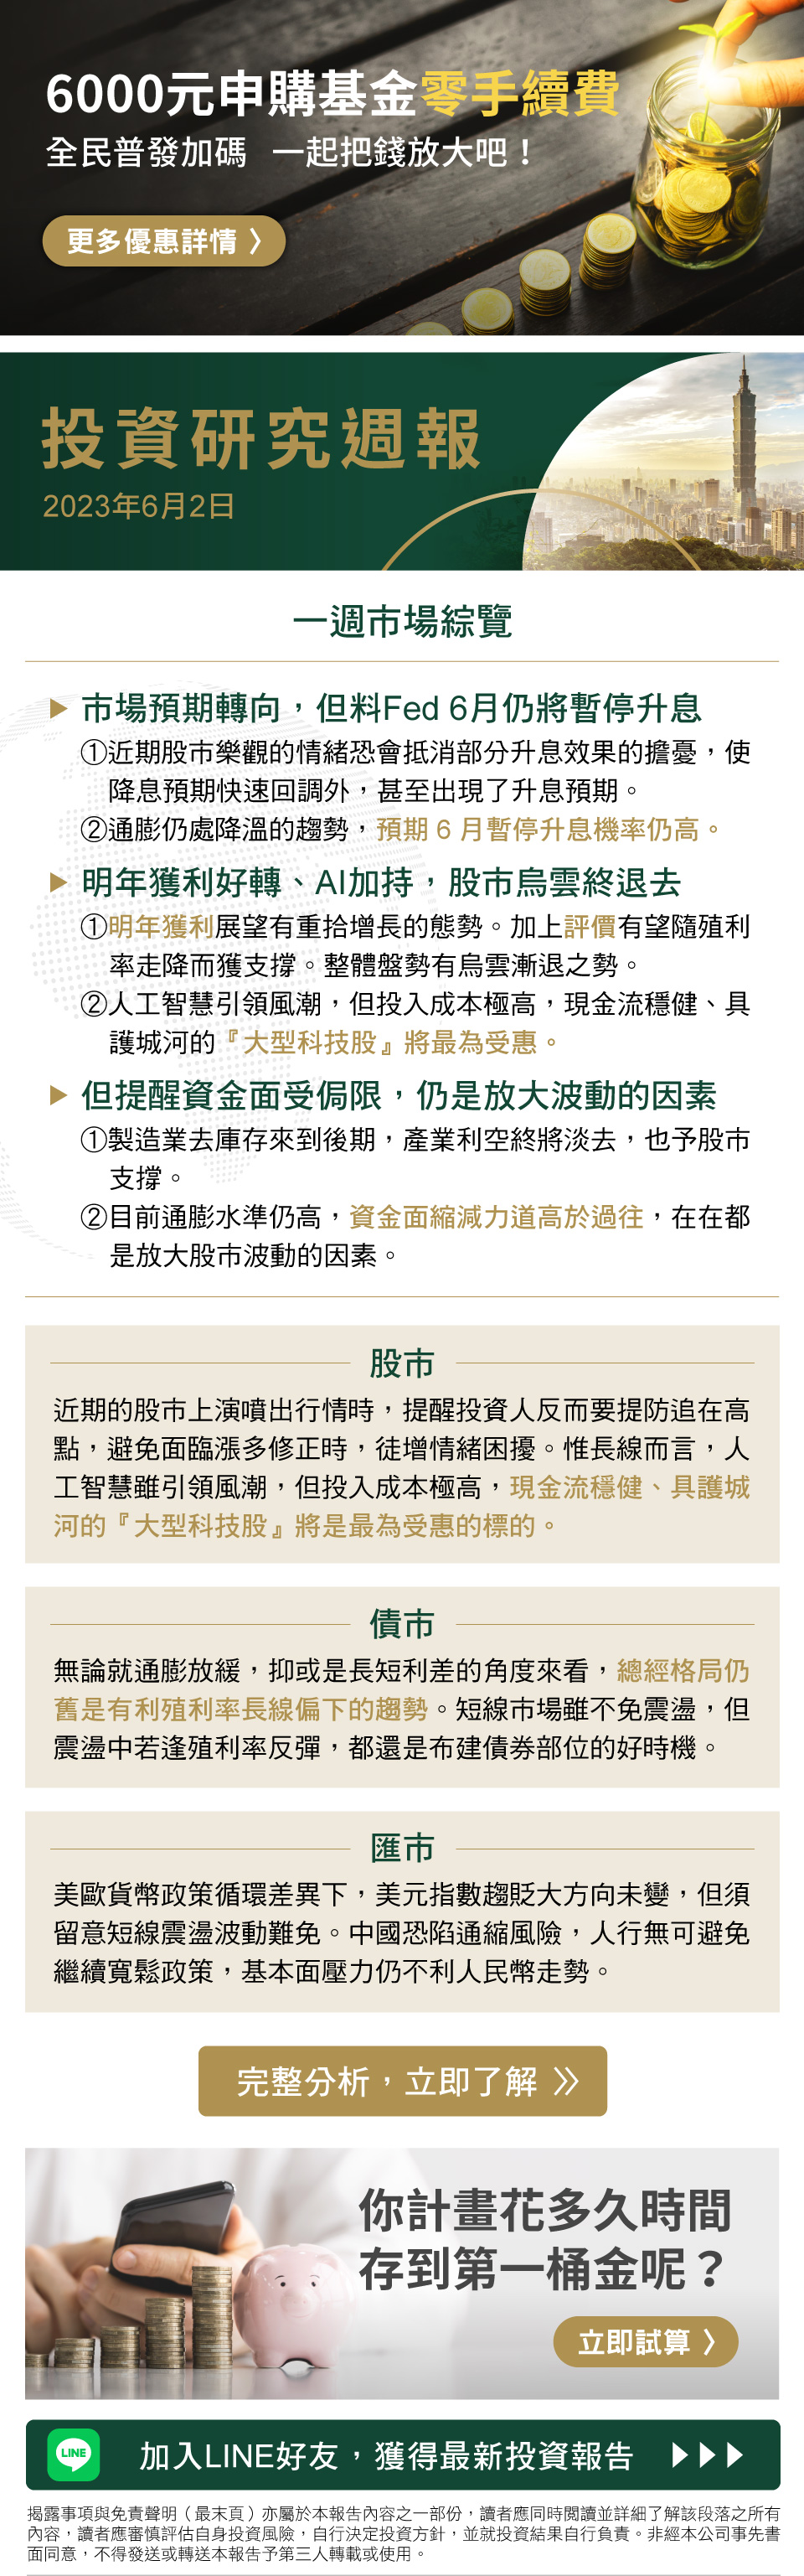 6000元申購基金零手續費
全民普發加碼 一起把錢放大吧！
更多優惠詳情 〉
投資研究週報
2023年6月2日
一週市場綜覽
▶ 市場預期轉向，但料Fed 6月仍將暫停升息
①近期股市樂觀的情緒恐會抵消部分升息效果的擔憂，使
降息預期快速回調外，甚至出現了升息預期。
②通膨仍處降溫的趨勢，預期 6 月暫停升息機率仍高。
▶ 明年獲利好轉、AI加持，股市烏雲終退去
①明年獲利展望有重拾增長的態勢。加上評價有望隨殖利
率走降而獲支撐。整體盤勢有烏雲漸退之勢。
②人工智慧引領風潮，但投入成本極高，現金流穩健、具
護城河的『大型科技股』將最為受惠。
▶ 但提醒資金面受侷限，仍是放大波動的因素
①製造業去庫存來到後期，產業利空終將淡去，也予股市
支撐。
②目前通膨水準仍高，資金面縮減力道高於過往，在在都
是放大股市波動的因素。
股市
近期的股市上演噴出行情時，提醒投資人反而要提防追在高
點，避免面臨漲多修正時，徒增情緒困擾。惟長線而言，人
工智慧雖引領風潮，但投入成本極高，現金流穩健、具護城
河的『大型科技股』將是最為受惠的標的。
債市
無論就通膨放緩，抑或是長短利差的角度來看，總經格局仍
舊是有利殖利率長線偏下的趨勢。短線市場雖不免震盪，但
震盪中若逢殖利率反彈，都還是布建債券部位的好時機。
匯市
美歐貨幣政策循環差異下，美元指數趨貶大方向未變，但須
留意短線震盪波動難免。中國恐陷通縮風險，人行無可避免
繼續寬鬆政策，基本面壓力仍不利人民幣走勢。
完整分析，立即了解 》
你計畫花多久時間
存到第一桶金呢？
立即試算 〉
LINE 加入LINE好友，獲得最新投資報告 ▶▶▶
揭露事項與免責聲明（最末頁）亦屬於本報告內容之一部份，讀者應同時閱讀並詳細了解該段落之所有
內容，讀者應審慎評估自身投資風險，自行決定投資方針，並就投資結果自行負責。非經本公司事先書
面同意，不得發送或轉送本報告予第三人轉載或使用。